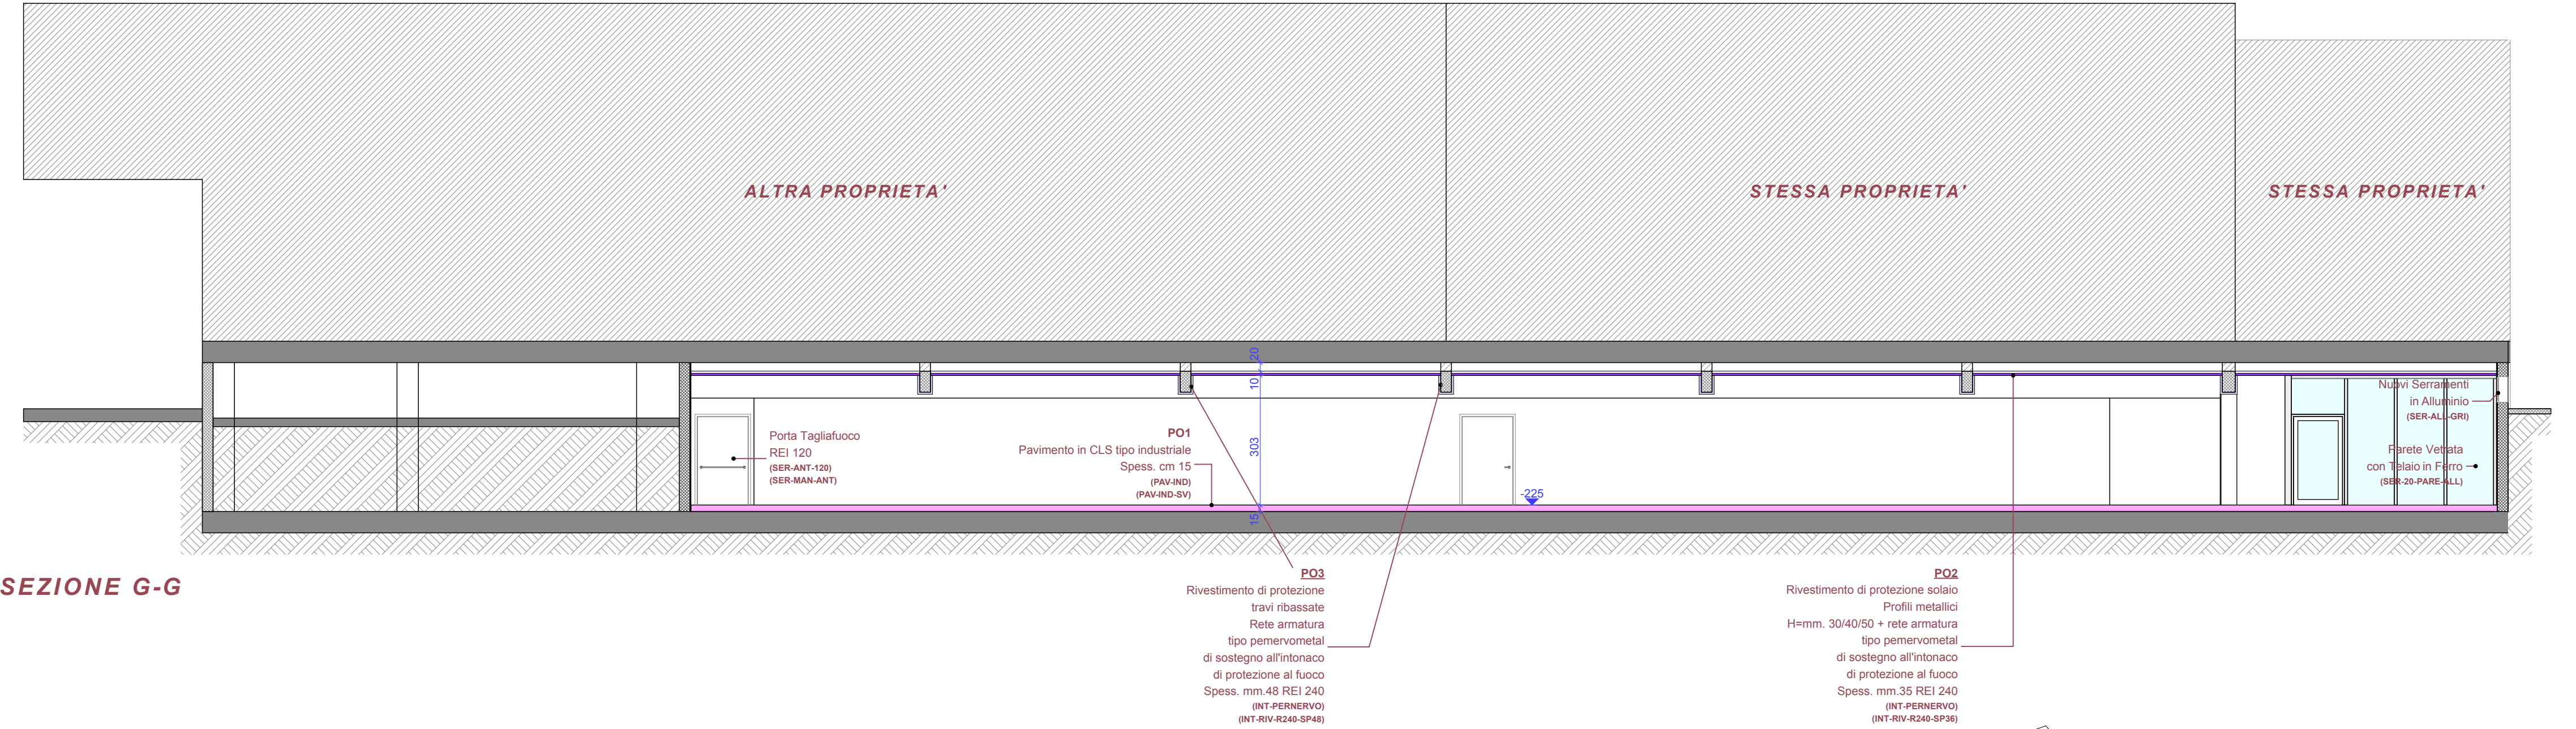 ALTRA PROPRIETA'
STESSA PROPRIETA'
STESSA PROPRIETA'
20
10
303
15
-225
Nuovi Serramenti
in Alluminio
(SER-ALL-GRI)
Parete Vetrata
con Telaio in Ferro
(SER-20-PARE-ALL)
Porta Tagliafuoco
REI 120
(SER-ANT-120)
(SER-MAN-ANT)
PO1
Pavimento in CLS tipo industriale
Spess. cm 15
(PAV-IND)
(PAV-IND-SV)
SEZIONE G-G
PO3
Rivestimento di protezione
travi ribassate
Rete armatura
tipo pemervometal
di sostegno all'intonaco
di protezione al fuoco
Spess. mm.48 REI 240
(INT-PERNERVO)
(INT-RIV-R240-SP48)
PO2
Rivestimento di protezione solaio
Profili metallici
H=mm. 30/40/50 + rete armatura
tipo pemervometal
di sostegno all'intonaco
di protezione al fuoco
Spess. mm.35 REI 240
(INT-PERNERVO)
(INT-RIV-R240-SP36)